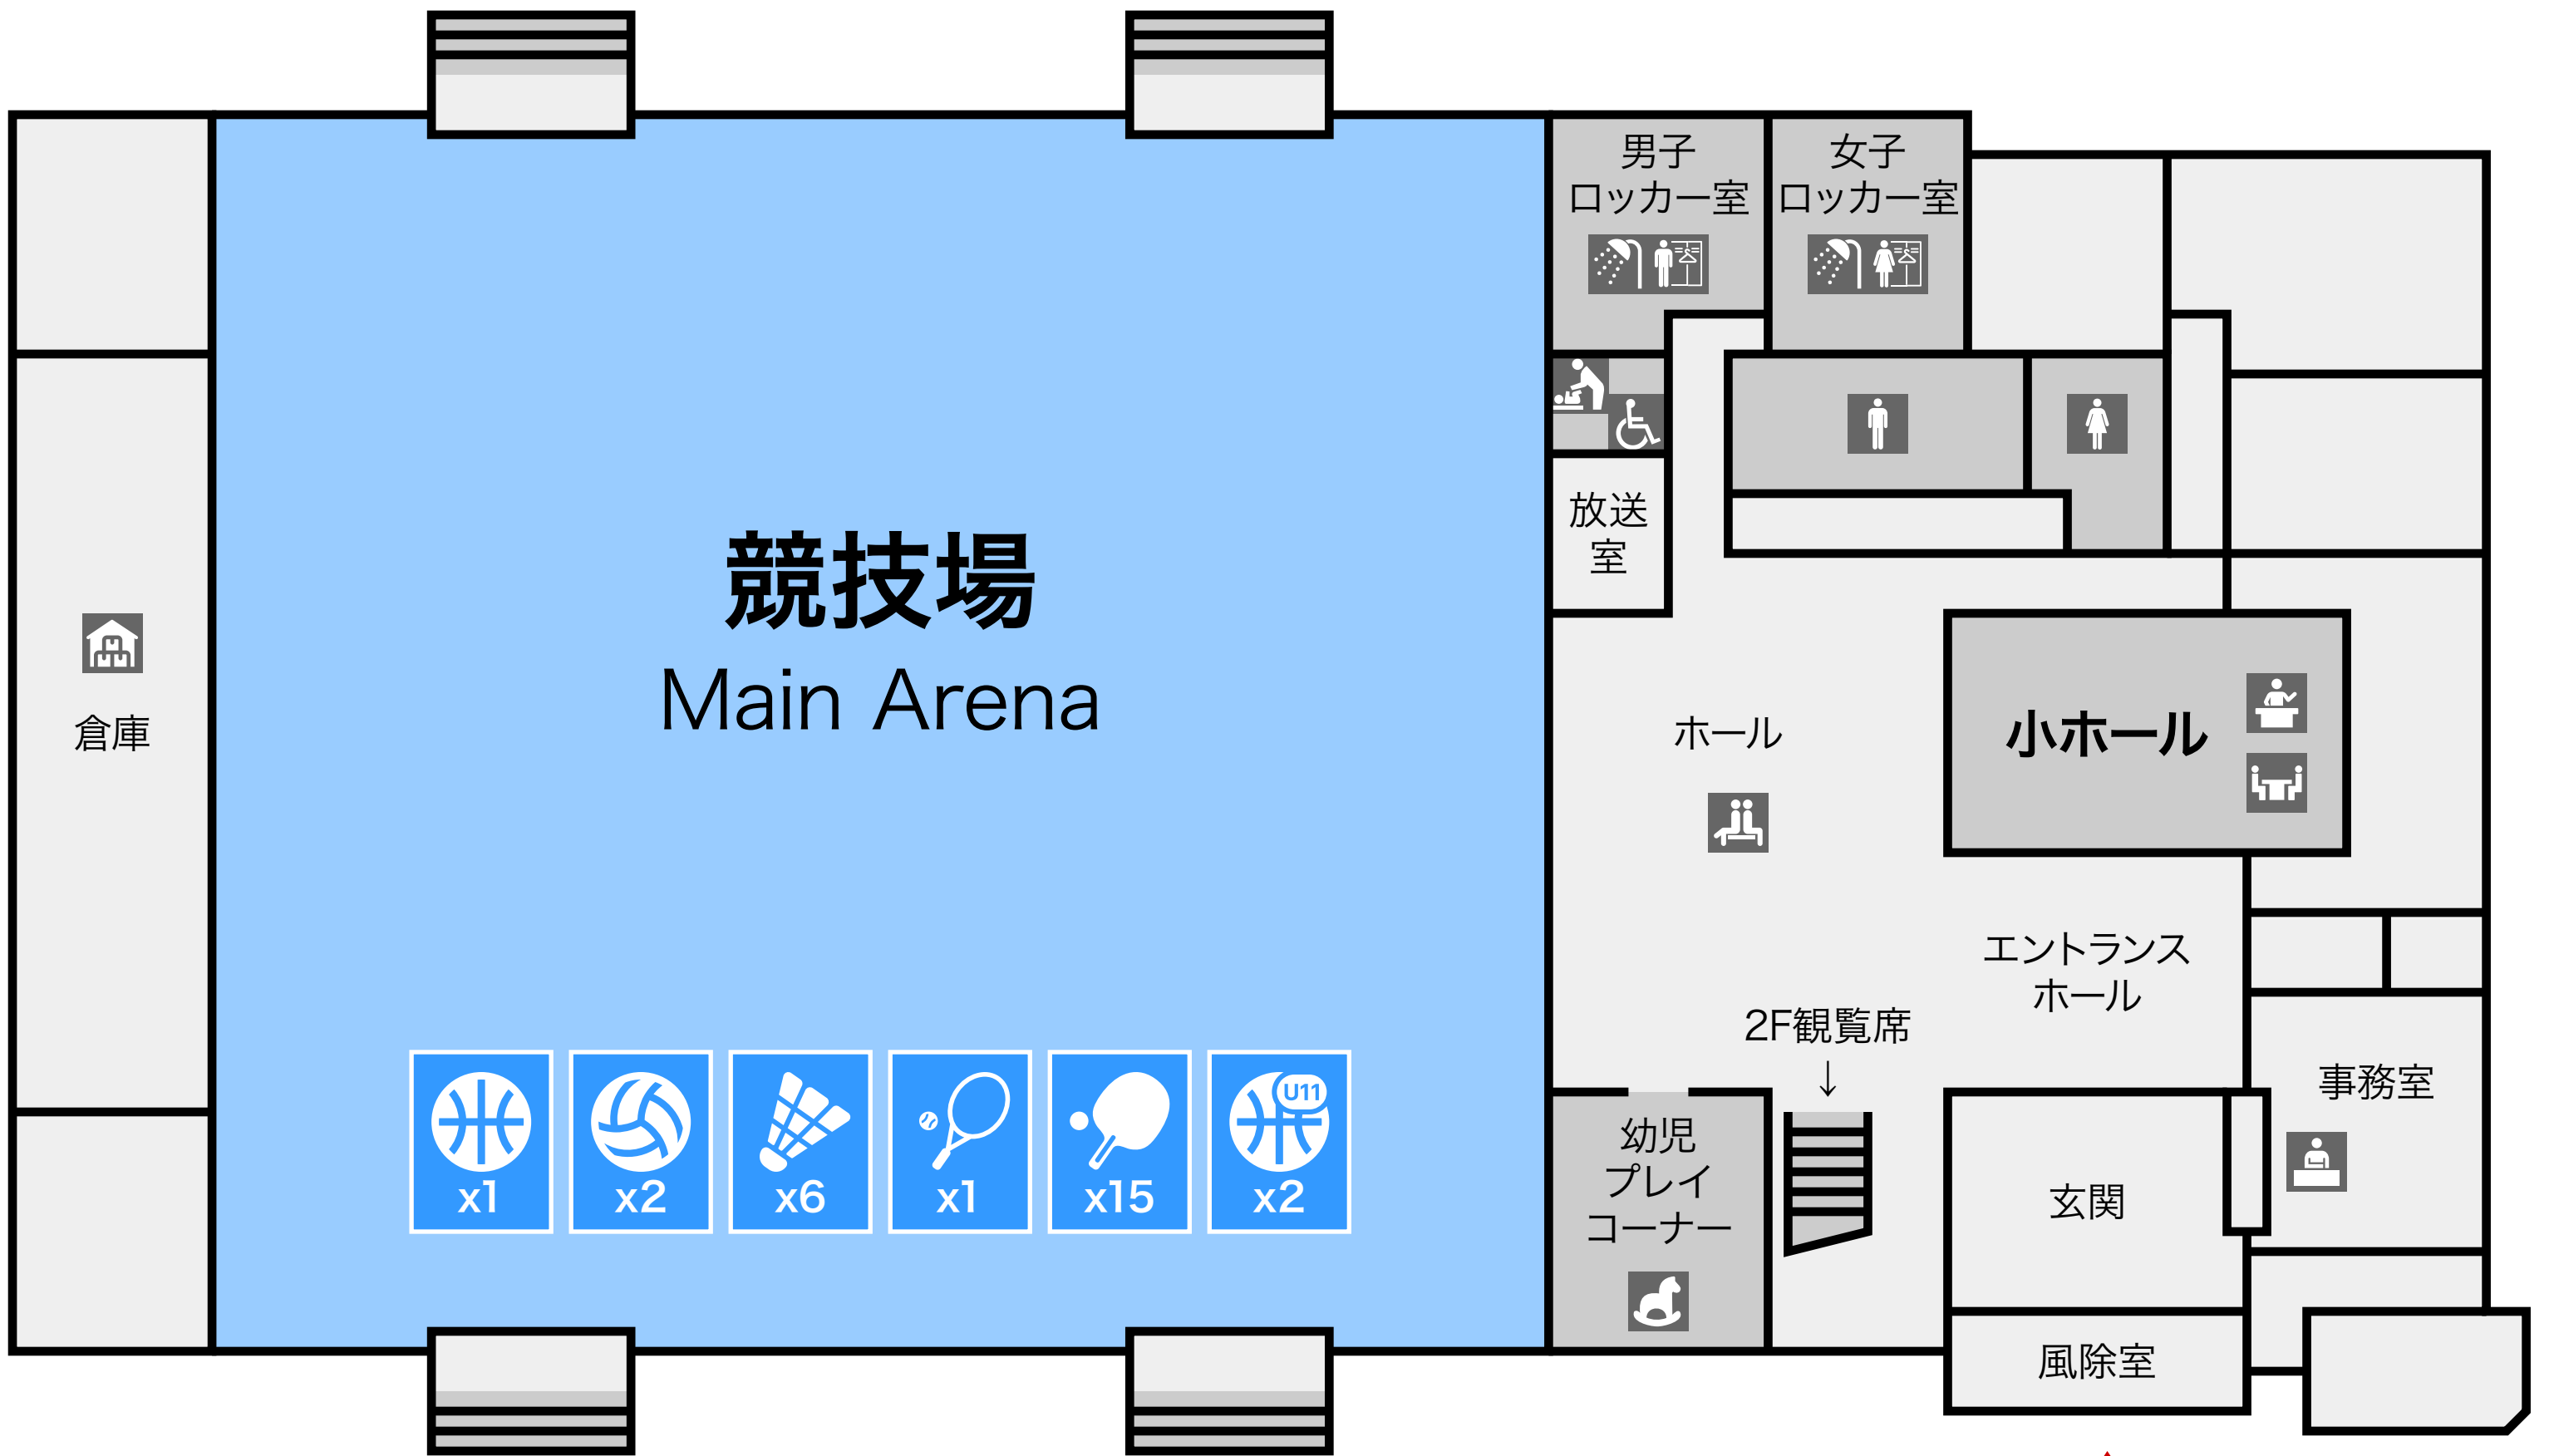 男子
ロッカー室
女子
ロッカー室
放送
室
競技場
Main Arena
倉庫
ホール
小ホール
エントランス
ホール
2F観覧席
↓
事務室
幼児
プレイ
コーナー
玄関
風除室
x1
x2
x6
x1
x15
U11
x2